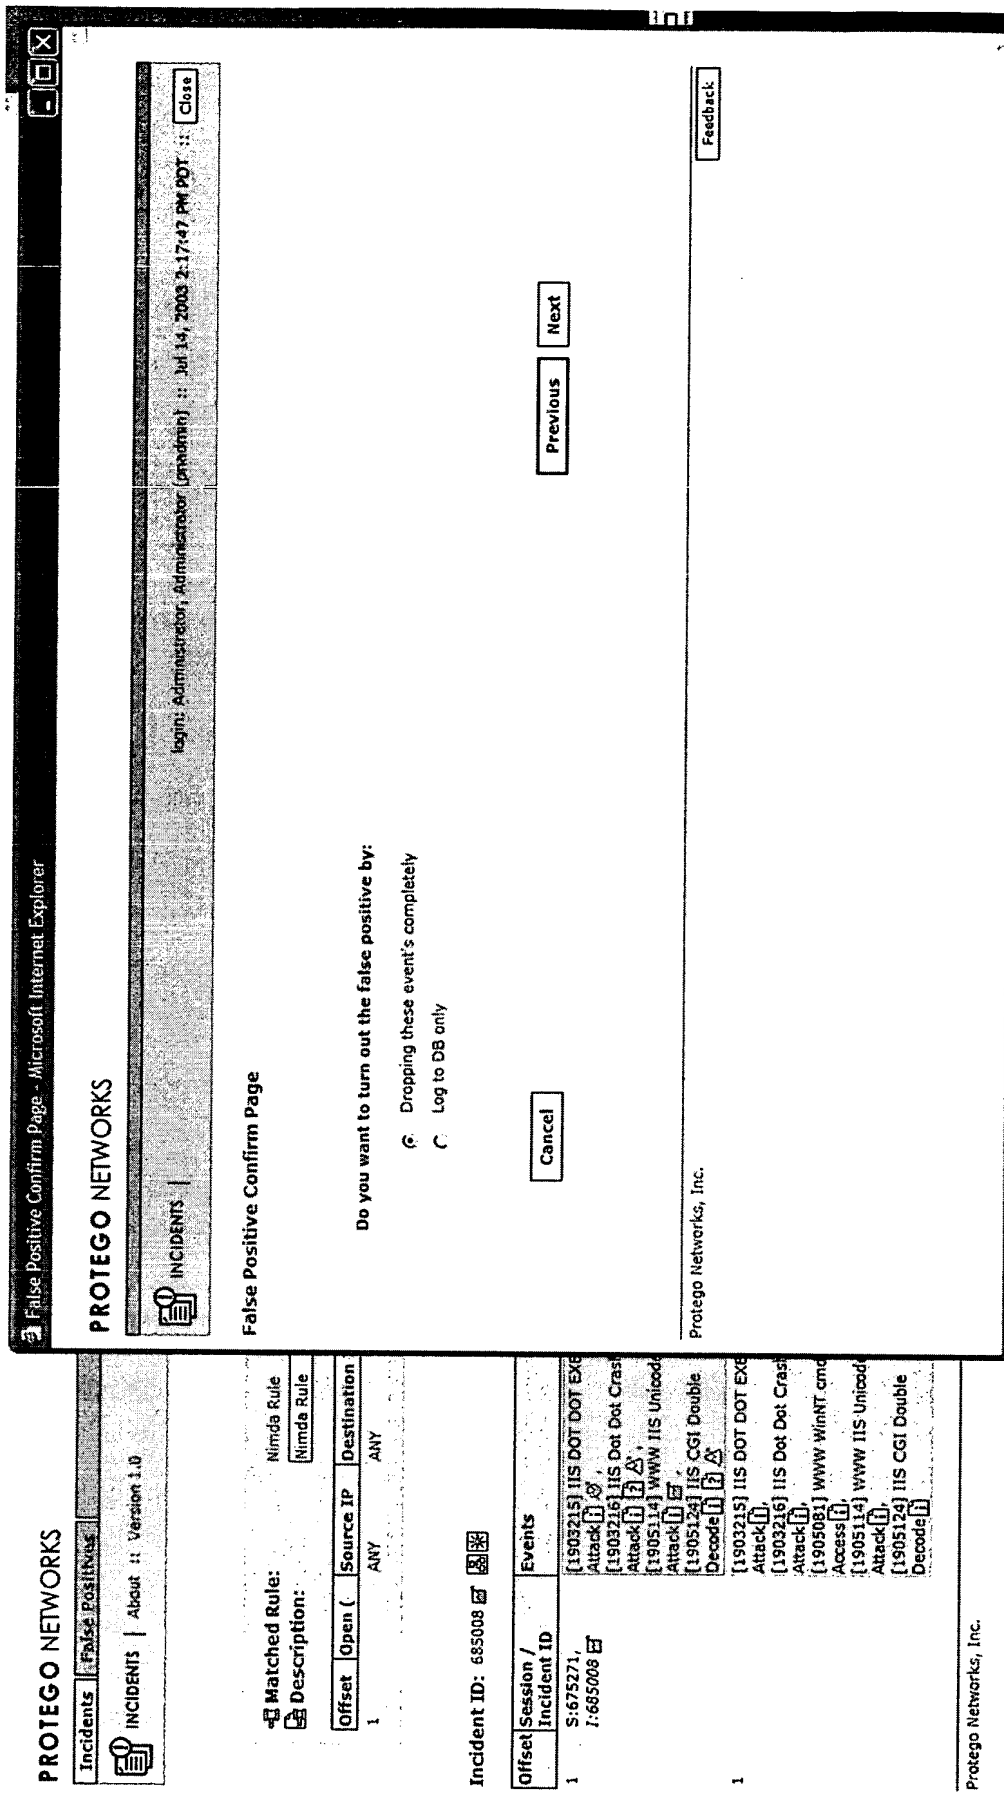 PROTEGO NETWORKS
Incidents False Positives
INCIDENTS | About :: Version 1.0
Matched Rule: Nimda Rule
Description: Nimda Rule
Offset Open ( Source IP Destination
1 ANY ANY
Incident ID: 685008
Offset Session / Incident ID Events
1 S:675271, I:685008
[1903215] IIS DOT DOT EXE
Attack ,
[1903216] IIS Dot Dot Cras
Attack ,
[1905114] WWW IIS Unicode
Attack ,
[1905124] IIS CGI Double
Decode
1
[1903215] IIS DOT DOT EXE
Attack ,
[1903216] IIS Dot Dot Cras
Attack ,
[1905081] WWW WinNT cmd
Access ,
[1905114] WWW IIS Unicode
Attack ,
[1905124] IIS CGI Double
Decode
Protego Networks, Inc.
False Positive Confirm Page - Microsoft Internet Explorer
PROTEGO NETWORKS
INCIDENTS |
login: Administrator, Administrator (pnadmin) :: Jul 14, 2003 2:17:47 PM PDT :: Close
False Positive Confirm Page
Do you want to turn out the false positive by:
Dropping these event's completely
Log to DB only
Cancel Previous Next
Protego Networks, Inc.
Feedback